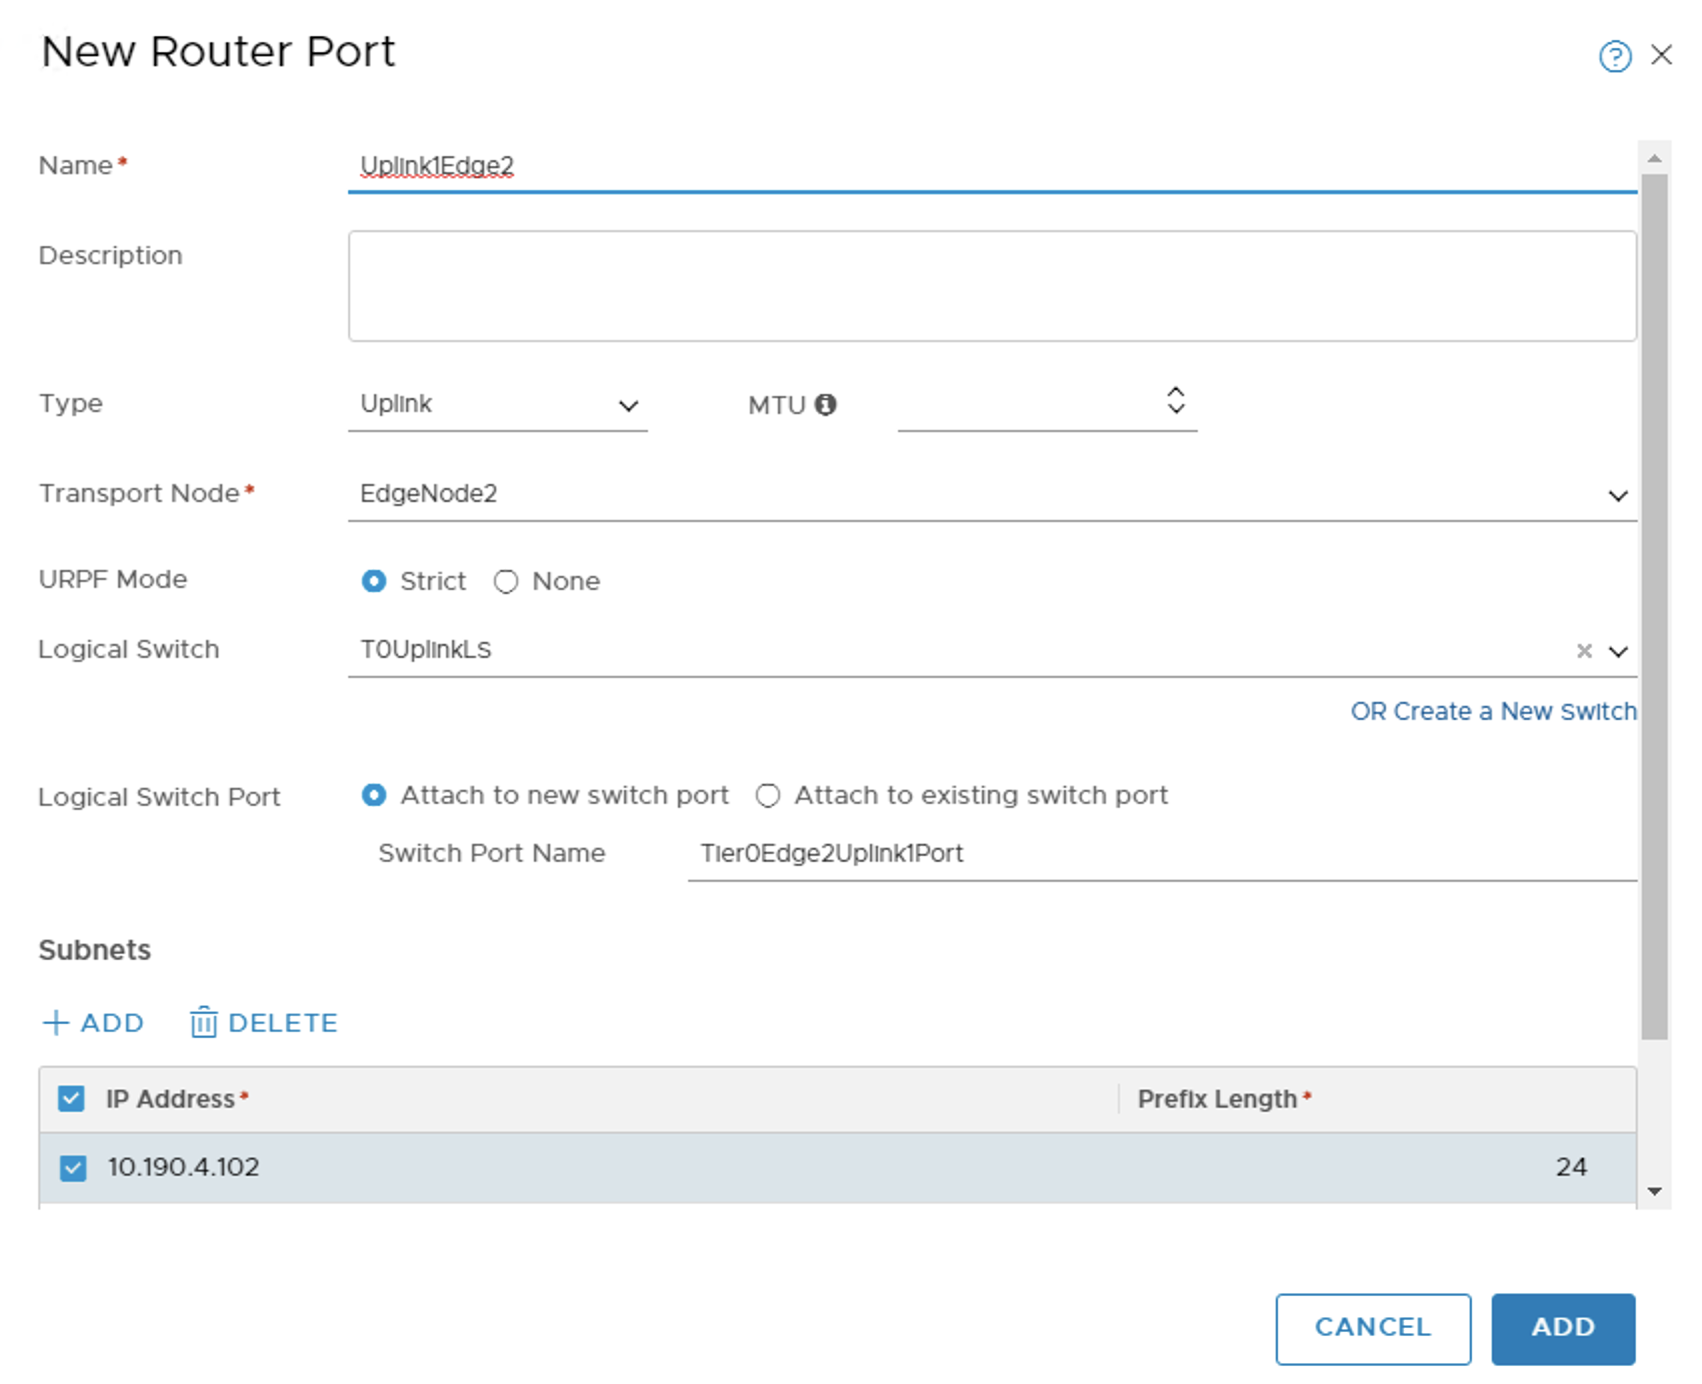 New Router Port
Name*
Uplink1Edge2
Description
Type
Uplink
MTU
Transport Node*
EdgeNode2
URPF Mode
Strict
None
Logical Switch
T0UplinkLS
OR Create a New Switch
Logical Switch Port
Attach to new switch port
Attach to existing switch port
Switch Port Name
Tier0Edge2Uplink1Port
Subnets
+ ADD
DELETE
IP Address*
Prefix Length*
10.190.4.102
24
CANCEL
ADD